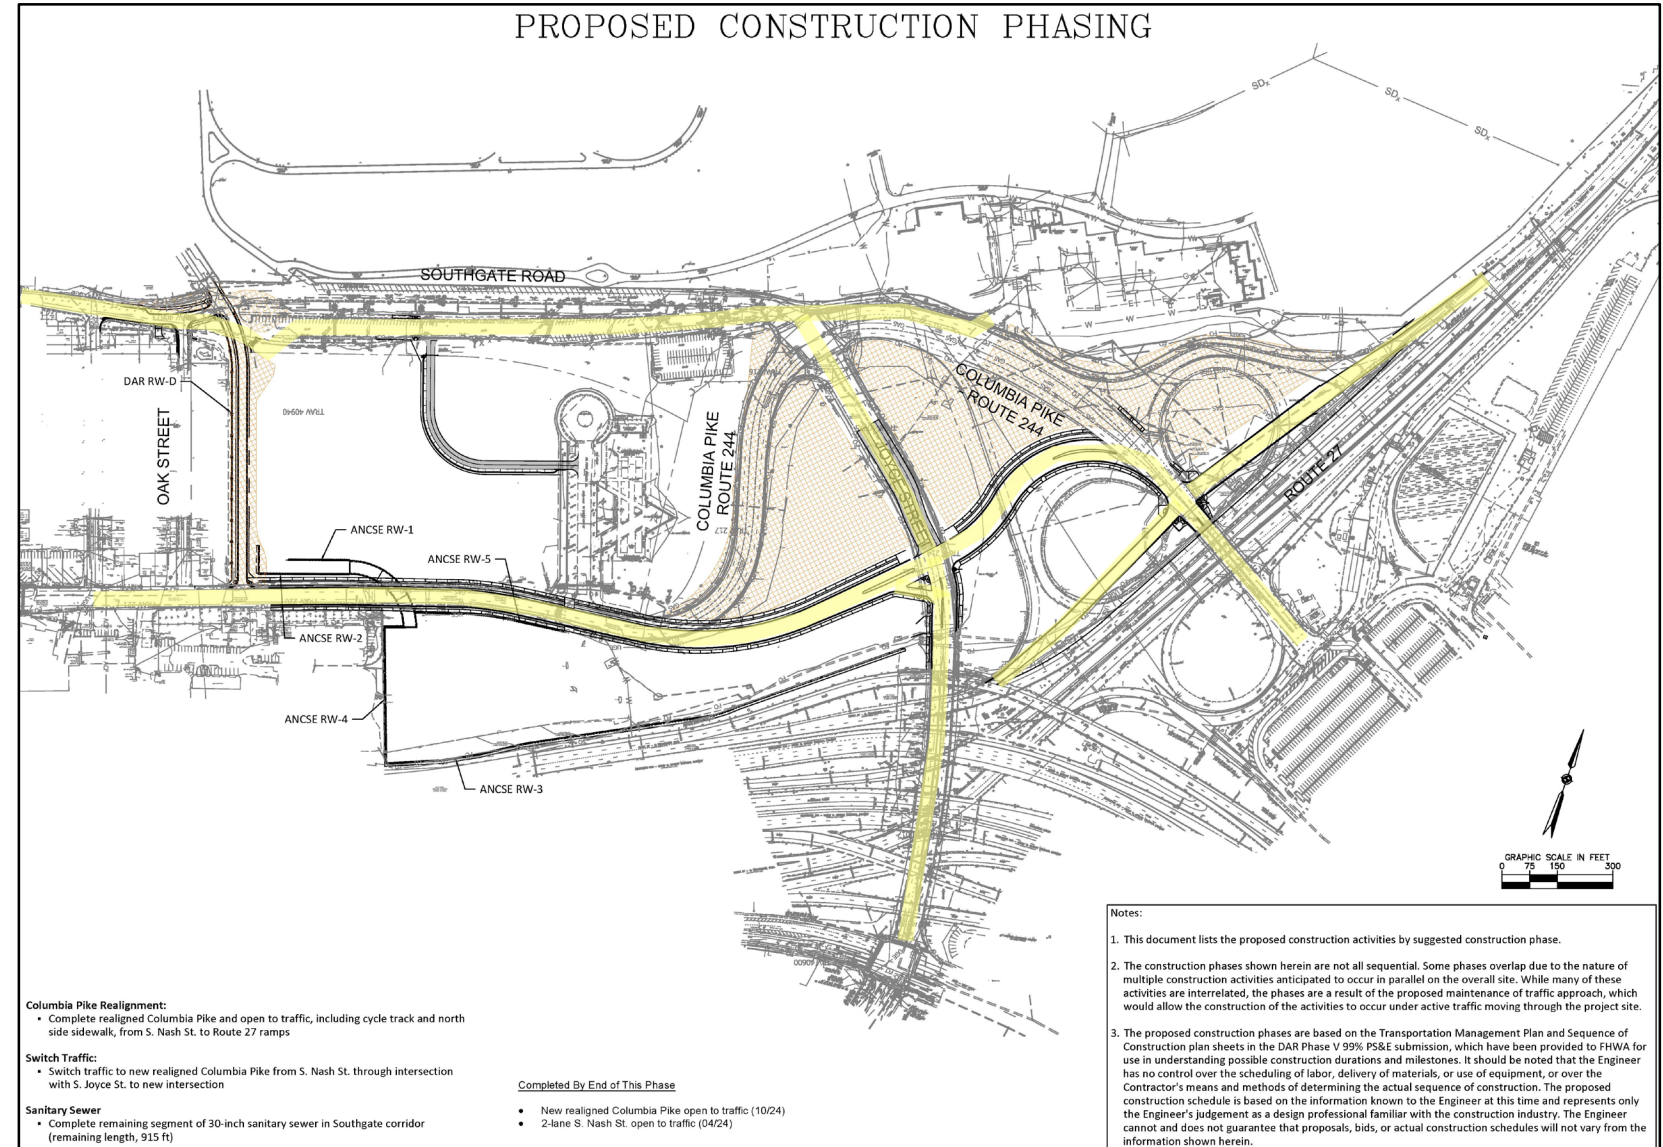 PROPOSED CONSTRUCTION PHASING
SDx
SDx
SDx
SOUTHGATE ROAD
DAR RW-D
OAK STREET
TRAV 40940
COLUMBIA PIKE
ROUTE 244
COLUMBIA PIKE
- ROUTE 244
JOYCE STREET
ROUTE 27
ANCSE RW-1
ANCSE RW-5
ANCSE RW-2
ANCSE RW-4
ANCSE RW-3
GRAPHIC SCALE IN FEET
0 75 150 300
Columbia Pike Realignment:
▪ Complete realigned Columbia Pike and open to traffic, including cycle track and north
side sidewalk, from S. Nash St. to Route 27 ramps
Switch Traffic:
▪ Switch traffic to new realigned Columbia Pike from S. Nash St. through intersection
with S. Joyce St. to new intersection
Sanitary Sewer
▪ Complete remaining segment of 30-inch sanitary sewer in Southgate corridor
(remaining length, 915 ft)
Completed By End of This Phase
• New realigned Columbia Pike open to traffic (10/24)
• 2-lane S. Nash St. open to traffic (04/24)
Notes:
1. This document lists the proposed construction activities by suggested construction phase.
2. The construction phases shown herein are not all sequential. Some phases overlap due to the nature of
multiple construction activities anticipated to occur in parallel on the overall site. While many of these
activities are interrelated, the phases are a result of the proposed maintenance of traffic approach, which
would allow the construction of the activities to occur under active traffic moving through the project site.
3. The proposed construction phases are based on the Transportation Management Plan and Sequence of
Construction plan sheets in the DAR Phase V 99% PS&E submission, which have been provided to FHWA for
use in understanding possible construction durations and milestones. It should be noted that the Engineer
has no control over the scheduling of labor, delivery of materials, or use of equipment, or over the
Contractor's means and methods of determining the actual sequence of construction. The proposed
construction schedule is based on the information known to the Engineer at this time and represents only
the Engineer's judgement as a design professional familiar with the construction industry. The Engineer
cannot and does not guarantee that proposals, bids, or actual construction schedules will not vary from the
information shown herein.